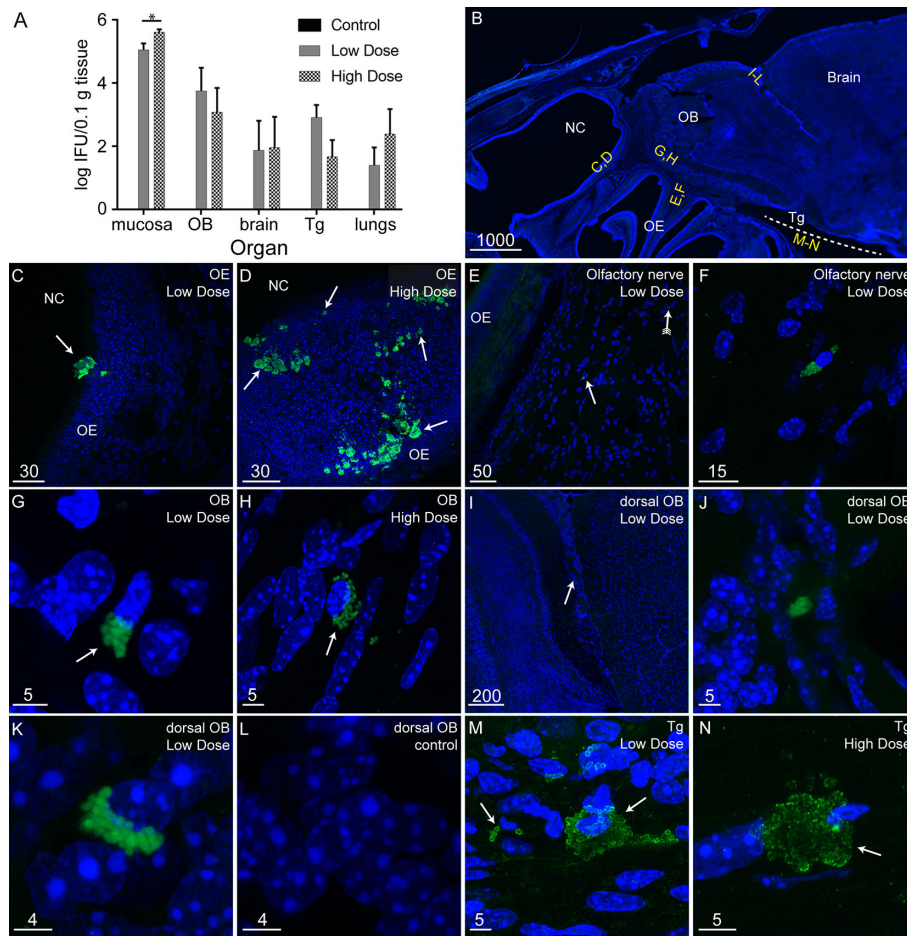 A
log IFU/0.1 g tissue
6
4
2
0
*
Control
Low Dose
High Dose
mucosa OB brain Tg lungs
Organ
B
Brain
I-L
NC
OB
C,D
G,H
E,F
OE
Tg
M-N
1000
C
OE
Low Dose
NC
OE
30
D
OE
High Dose
NC
OE
30
E
Olfactory nerve
Low Dose
OE
50
F
Olfactory nerve
Low Dose
15
G
OB
Low Dose
5
H
OB
High Dose
5
I
dorsal OB
Low Dose
200
J
dorsal OB
Low Dose
5
K
dorsal OB
Low Dose
4
L
dorsal OB
control
4
M
Tg
Low Dose
5
N
Tg
High Dose
5